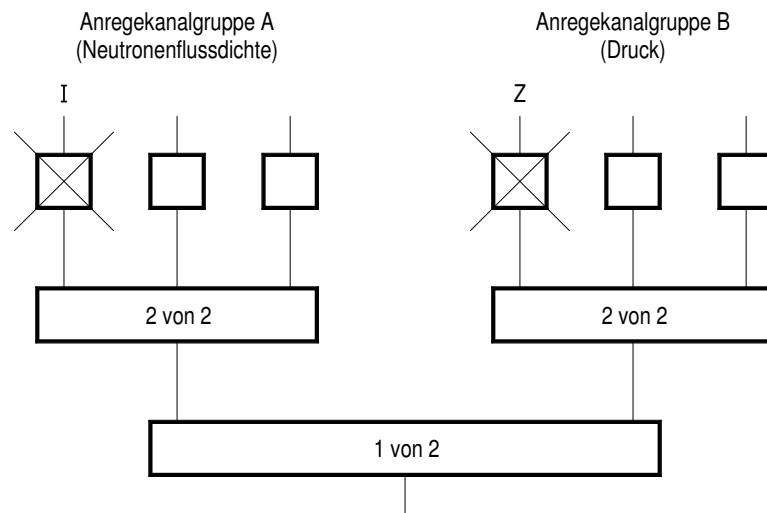 Anregekanalgruppe A
(Neutronenflussdichte)
Anregekanalgruppe B
(Druck)
I
Z
2 von 2
2 von 2
1 von 2